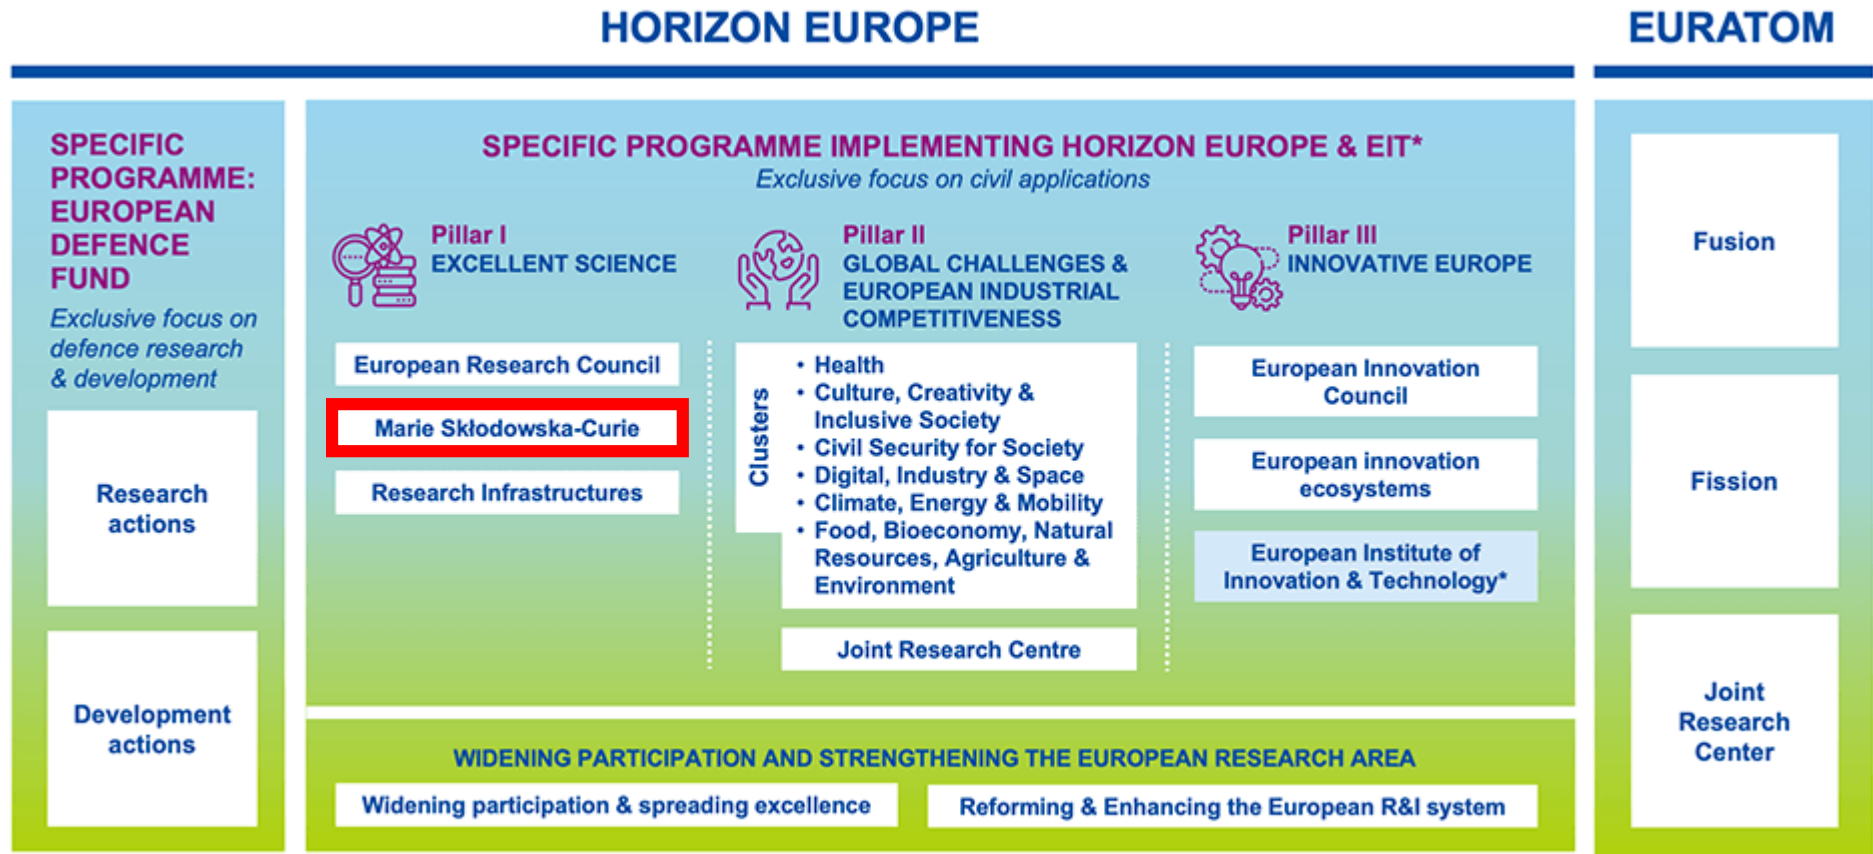 HORIZON EUROPE
EURATOM
SPECIFIC
PROGRAMME:
EUROPEAN
DEFENCE
FUND
Exclusive focus on
defence research
& development
Research
actions
Development
actions
SPECIFIC PROGRAMME IMPLEMENTING HORIZON EUROPE & EIT*
Exclusive focus on civil applications
Pillar I
EXCELLENT SCIENCE
European Research Council
Marie Skłodowska-Curie
Research Infrastructures
Pillar II
GLOBAL CHALLENGES &
EUROPEAN INDUSTRIAL
COMPETITIVENESS
Clusters
• Health
• Culture, Creativity &
Inclusive Society
• Civil Security for Society
• Digital, Industry & Space
• Climate, Energy & Mobility
• Food, Bioeconomy, Natural
Resources, Agriculture &
Environment
Joint Research Centre
Pillar III
INNOVATIVE EUROPE
European Innovation
Council
European innovation
ecosystems
European Institute of
Innovation & Technology*
WIDENING PARTICIPATION AND STRENGTHENING THE EUROPEAN RESEARCH AREA
Widening participation & spreading excellence
Reforming & Enhancing the European R&I system
Fusion
Fission
Joint
Research
Center